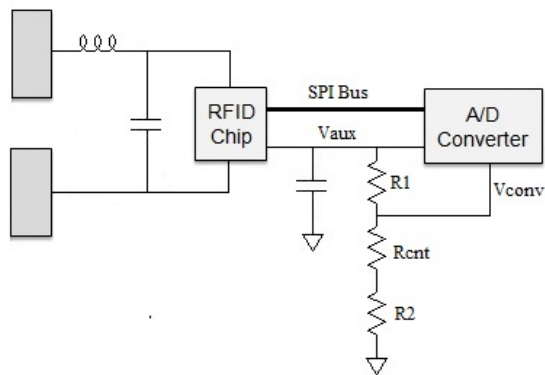 SPI Bus
RFID
Chip
A/D
Converter
Vaux
R1
Vconv
Rcnt
R2